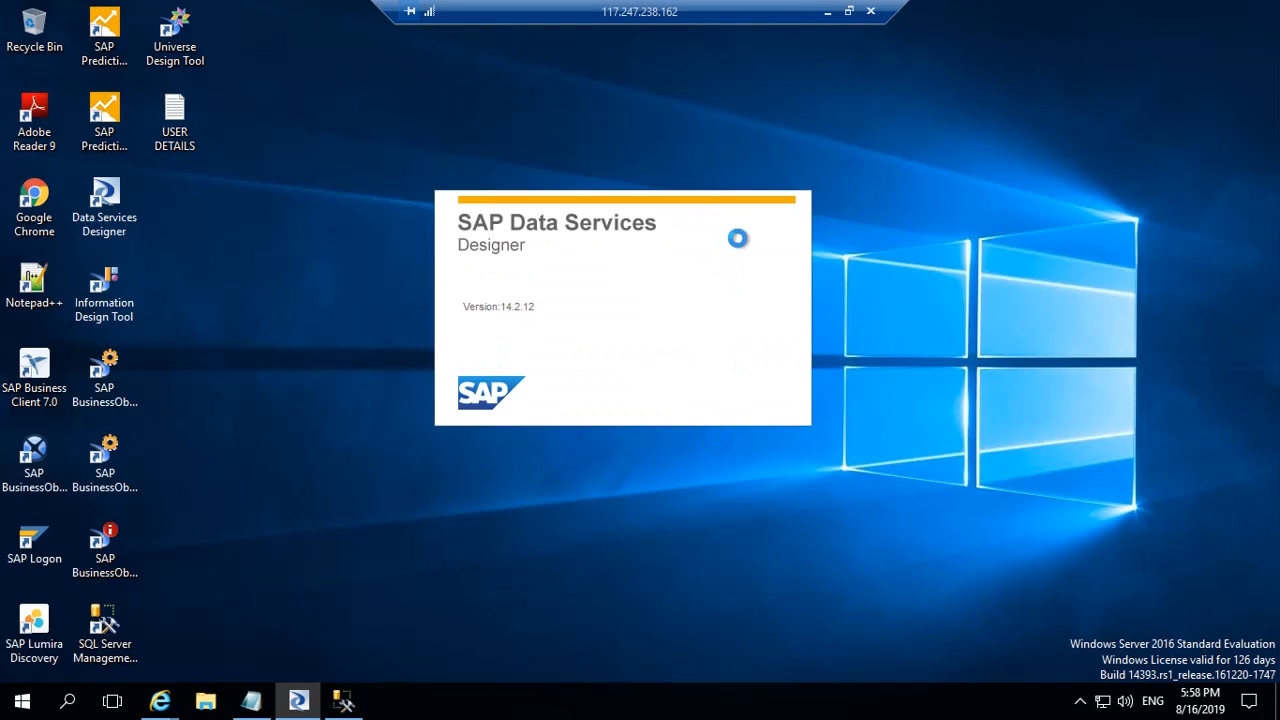 117.247.238.162
Recycle Bin
SAP
Predicti...
Universe
Design Tool
Adobe
Reader 9
SAP
Predicti...
USER
DETAILS
Google
Chrome
Data Services
Designer
Notepad++
Information
Design Tool
SAP Business
Client 7.0
SAP
BusinessOb...
SAP
BusinessOb...
SAP
BusinessOb...
SAP Logon
SAP
BusinessOb...
SAP Lumira
Discovery
SQL Server
Manageme...
SAP Data Services
Designer
Version:14.2.12
SAP
Windows Server 2016 Standard Evaluation
Windows License valid for 126 days
Build 14393.rs1_release.161220-1747
ENG
5:58 PM
8/16/2019